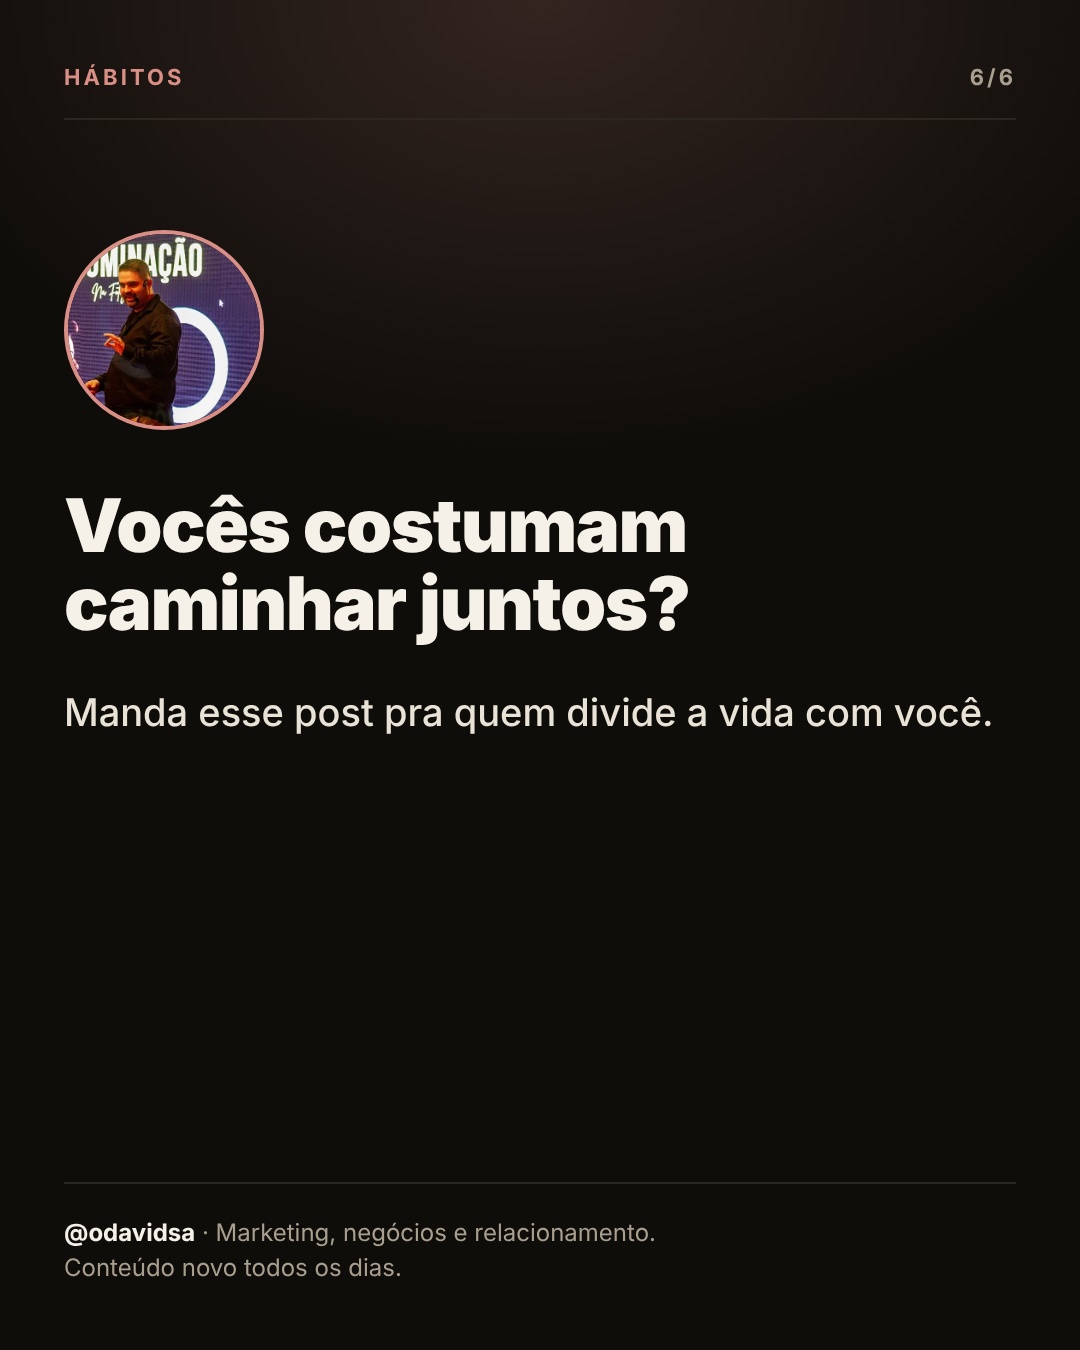 HÁBITOS
6/6
MINAÇÃO
Vocês costumam
caminhar juntos?
Manda esse post pra quem divide a vida com você.
@odavidsa · Marketing, negócios e relacionamento.
Conteúdo novo todos os dias.